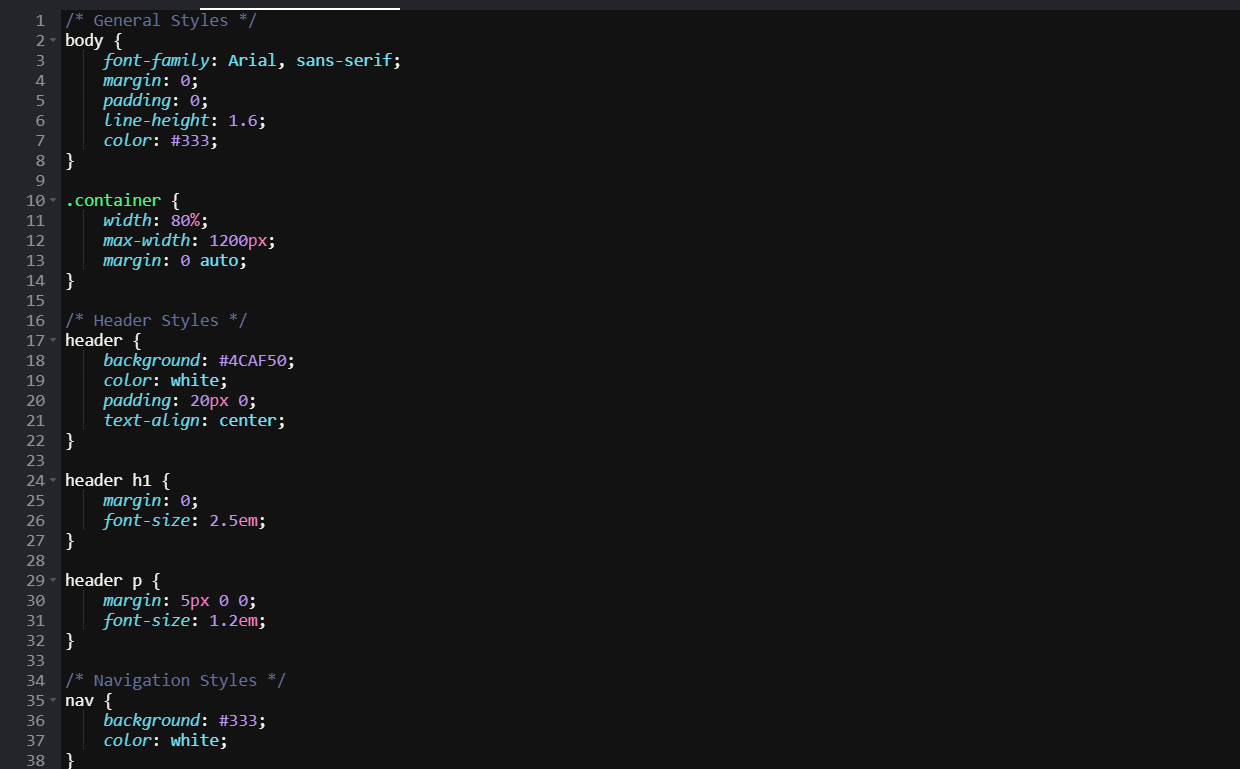 1 /* General Styles */
2 body {
3     font-family: Arial, sans-serif;
4     margin: 0;
5     padding: 0;
6     line-height: 1.6;
7     color: #333;
8 }
9
10 .container {
11     width: 80%;
12     max-width: 1200px;
13     margin: 0 auto;
14 }
15
16 /* Header Styles */
17 header {
18     background: #4CAF50;
19     color: white;
20     padding: 20px 0;
21     text-align: center;
22 }
23
24 header h1 {
25     margin: 0;
26     font-size: 2.5em;
27 }
28
29 header p {
30     margin: 5px 0 0;
31     font-size: 1.2em;
32 }
33
34 /* Navigation Styles */
35 nav {
36     background: #333;
37     color: white;
38 }